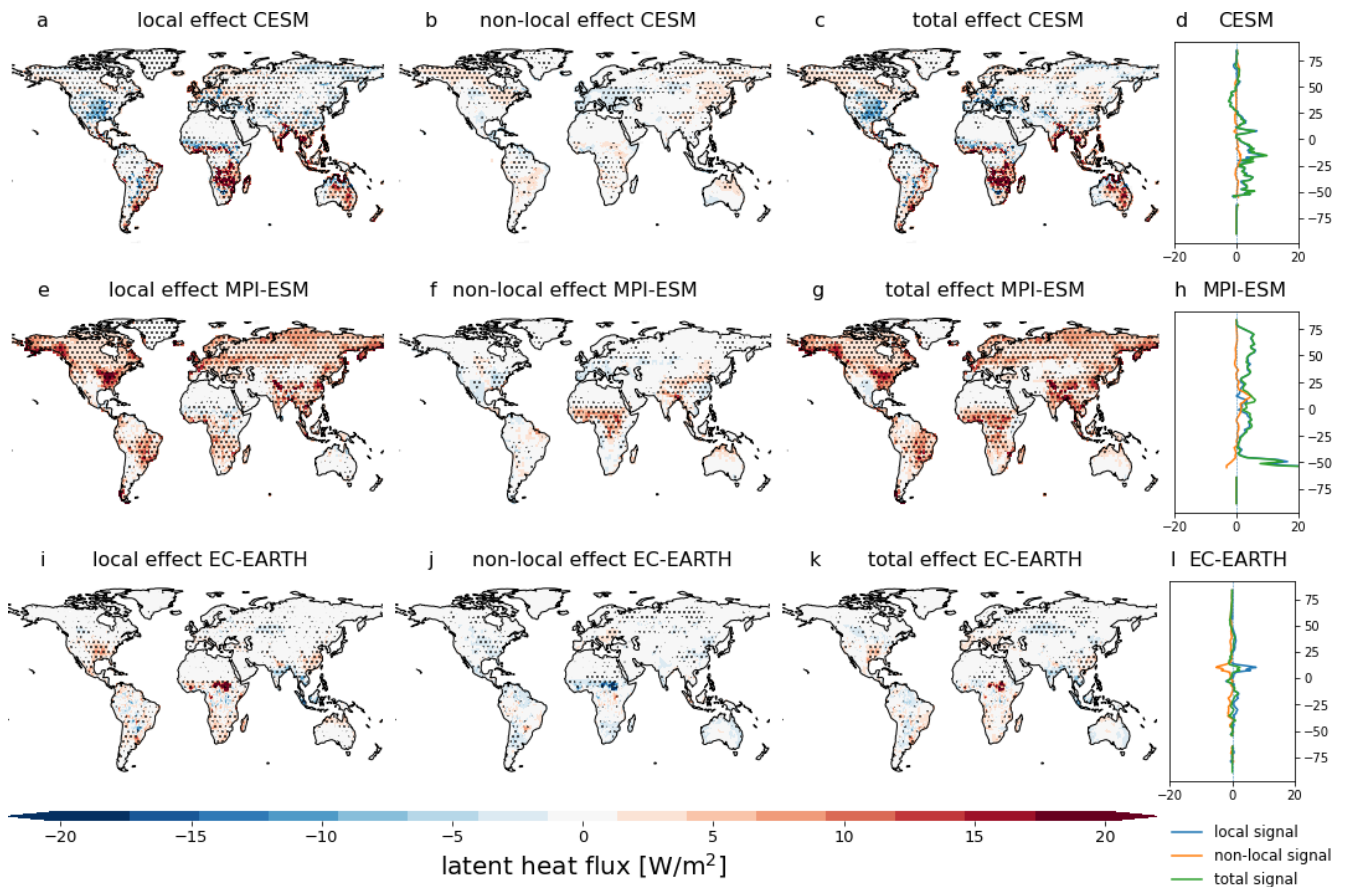 a local effect CESM b non-local effect CESM c total effect CESM d CESM
75
50
25
0
−25
−50
−75
−20 0 20
e local effect MPI-ESM f non-local effect MPI-ESM g total effect MPI-ESM h MPI-ESM
75
50
25
0
−25
−50
−75
−20 0 20
i local effect EC-EARTH j non-local effect EC-EARTH k total effect EC-EARTH l EC-EARTH
75
50
25
0
−25
−50
−75
−20 0 20
−20 −15 −10 −5 0 5 10 15 20
latent heat flux [W/m²]
local signal
non-local signal
total signal